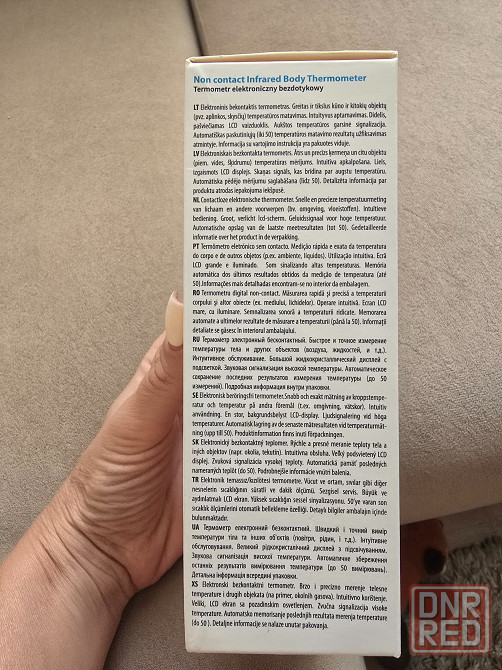 Non contact Infrared Body Thermometer
Termometr elektroniczny bezdotykowy
LT Elektroninis bekontaktis termometras. Greitas ir tikslus kūno ir kitokių objektų
(pvz. aplinkos, skysčių) temperatūros matavimas. Intuityvus aptarnavimas. Didelis,
pašviečiamas LCD vaizduoklis. Aukštos temperatūros garsinė signalizacija.
Automatiškas paskutiniųjų (iki 50) temperatūros matavimo rezultatų užfiksavimas
atmintyje. Informacija su vartojimo instrukcija yra pakuotės viduje.
LV Elektroniskais bezkontakta termometrs. Ātrs un precīzs ķermeņa un citu objektu
(piem. vides, šķidrumu) temperatūras mērījums. Intuitīva apkalpošana. Liels,
izgaismots LCD displejs. Skaņas signāls, kas brīdina par augstu temperatūru.
Automātiska pēdējo mērījumu saglabāšana (līdz 50). Detalizēta informācija par
produktu atrodas iepakojuma iekšpusē.
NL Contactloze elektronische thermometer. Snelle en precieze temperatuurmeting
van lichaam en andere voorwerpen (bv. omgeving, vloeistoffen). Intuïtieve
bediening. Groot, verlicht lcd-scherm. Geluidssignaal voor hoge temperatuur.
Automatische opslag van de laatste meetresultaten (tot 50). Gedetailleerde
informatie over het product in de verpakking.
PT Termómetro eletrónico sem contacto. Medição rápida e exata da temperatura
do corpo e de outros objetos (p.ex. ambiente, líquidos). Utilização intuitiva. Ecrã
LCD grande e iluminado. Som sinalizando altas temperaturas. Memória
automática dos últimos resultados obtidos da medição de temperatura (até
50).Informações mais detalhadas encontram-se no interior da embalagem.
RO Termometru digital non-contact. Măsurarea rapidă și precisă a temperaturii
corpului și altor obiecte (ex. mediului, lichidelor). Operare intuitivă. Ecran LCD
mare, cu iluminare. Semnalizarea sonoră a temperaturii ridicate. Memorarea
automată a ultimelor rezultate de măsurare a temperaturii (până la 50). Informații
detaliate se găsesc în interiorul ambalajului.
RU Термометр электронный бесконтактный. Быстрое и точное измерение
температуры тела и других объектов (воздуха, жидкостей, и т.д.).
Интуитивное обслуживание. Большой жидкокристаллический дисплей с
подсветкой. Звуковая сигнализация высокой температуры. Автоматическое
сохранение последних результатов измерения температуры (до 50
измерений). Подробная информация внутри упаковки.
SE Elektronisk beröringsfri termometer.Snabb och exakt mätning av kroppstempe-
ratur och temperatur på andra föremål (t.ex. omgivning, vätskor). Intuitiv
användning. En stor, bakgrundsbelyst LCD-display. Ljudsignalering vid höga
temperaturer. Automatisk lagring av de senaste mätresultaten vid temperaturmät-
ning (upp till 50). Produktinformation finns inuti förpackningen.
SK Elektronický bezkontaktný teplomer. Rýchle a presné meranie teploty tela a
iných objektov (napr. okolia, tekutín). Intuitívna obsluha. Veľký podsvietený LCD
displej. Zvuková signalizácia vysokej teploty. Automatická pamäť posledných
nameraných teplôt (do 50). Podrobnejšie informácie vnútri balenia.
TR Elektronik temassız/kızılötesi termometre. Vücut ve ortam, sıvılar gibi diğer
nesnelerin sıcaklığının süratli ve dakik ölçümü. Sezgisel servis. Büyük ve
aydınlatmalı LCD ekran. Yüksek sıcaklığın sessel sinyalizasyonu. 50'ye varan son
sıcaklık ölçümlerini otomatik bellekleme özelliği. Detaylı bilgiler ambalajın içinde
bulunmaktadır.
UA Термометр електронний безконтактний. Швидкий і точний вимір
температури тіла та інших об'єктів (повітря, рідин, і т.д.). Інтуїтивне
обслуговування. Великий рідкокристалічний дисплей з підсвічуванням.
Звукова сигналізація високої температури. Автоматичне збереження
останніх результатів вимірювання температури (до 50 вимірювань).
Детальна інформація всередині упаковки.
XS Elektronski bezkontaktni termometar. Brzo i precizno merenje telesne
temperature i drugih objekata (na primer, okolnih gasova). Intuitivno korištenje.
Veliki, LCD ekran sa pozadinskim osvetlenjem. Zvučna signalizacija visoke
temperature. Automatsko memorisanje poslednjih rezultata merenja temperature
(do 50 ). Detaljne informacije se nalaze unutar pakovanja.
DNR
RED